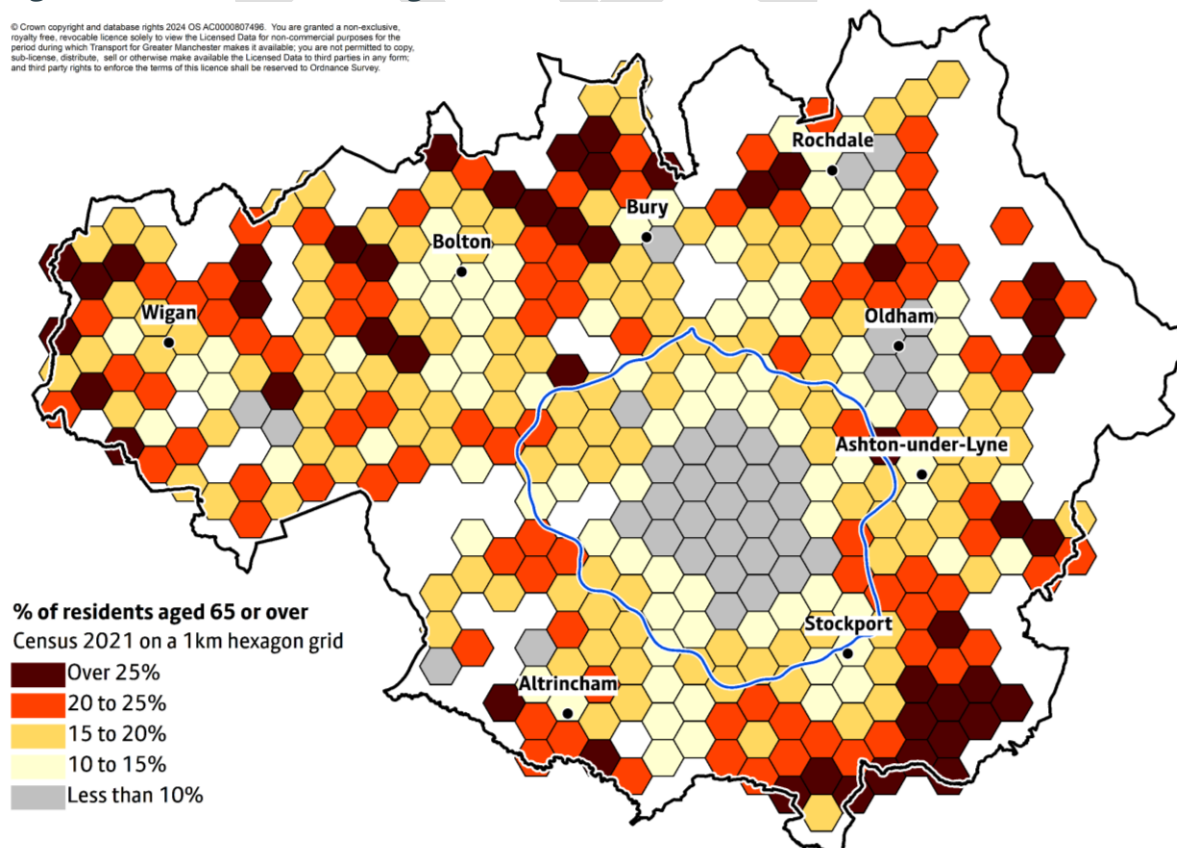 © Crown copyright and database rights 2024 OS AC0000807496. You are granted a non-exclusive,
royalty free, revocable licence solely to view the Licensed Data for non-commercial purposes for the
period during which Transport for Greater Manchester makes it available; you are not permitted to copy,
sub-license, distribute, sell or otherwise make available the Licensed Data to third parties in any form;
and third party rights to enforce the terms of this licence shall be reserved to Ordnance Survey.
Rochdale
Bury
Bolton
Wigan
Oldham
Ashton-under-Lyne
Stockport
Altrincham
% of residents aged 65 or over
Census 2021 on a 1km hexagon grid
Over 25%
20 to 25%
15 to 20%
10 to 15%
Less than 10%